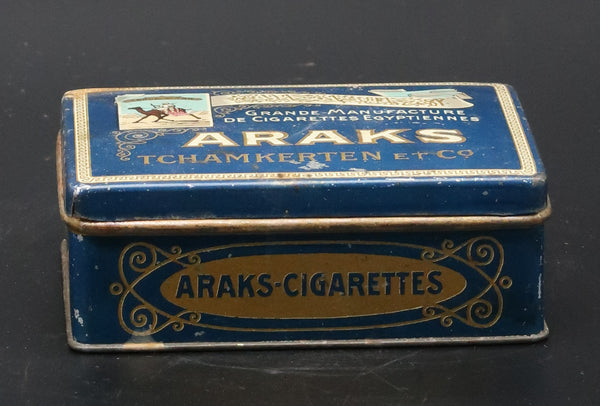 GRANDE MANUFACTURE
DE CIGARETTES EGYPTIENNES
ARAKS
TCHAMKERTEN ET Cº
ARAKS-CIGARETTES